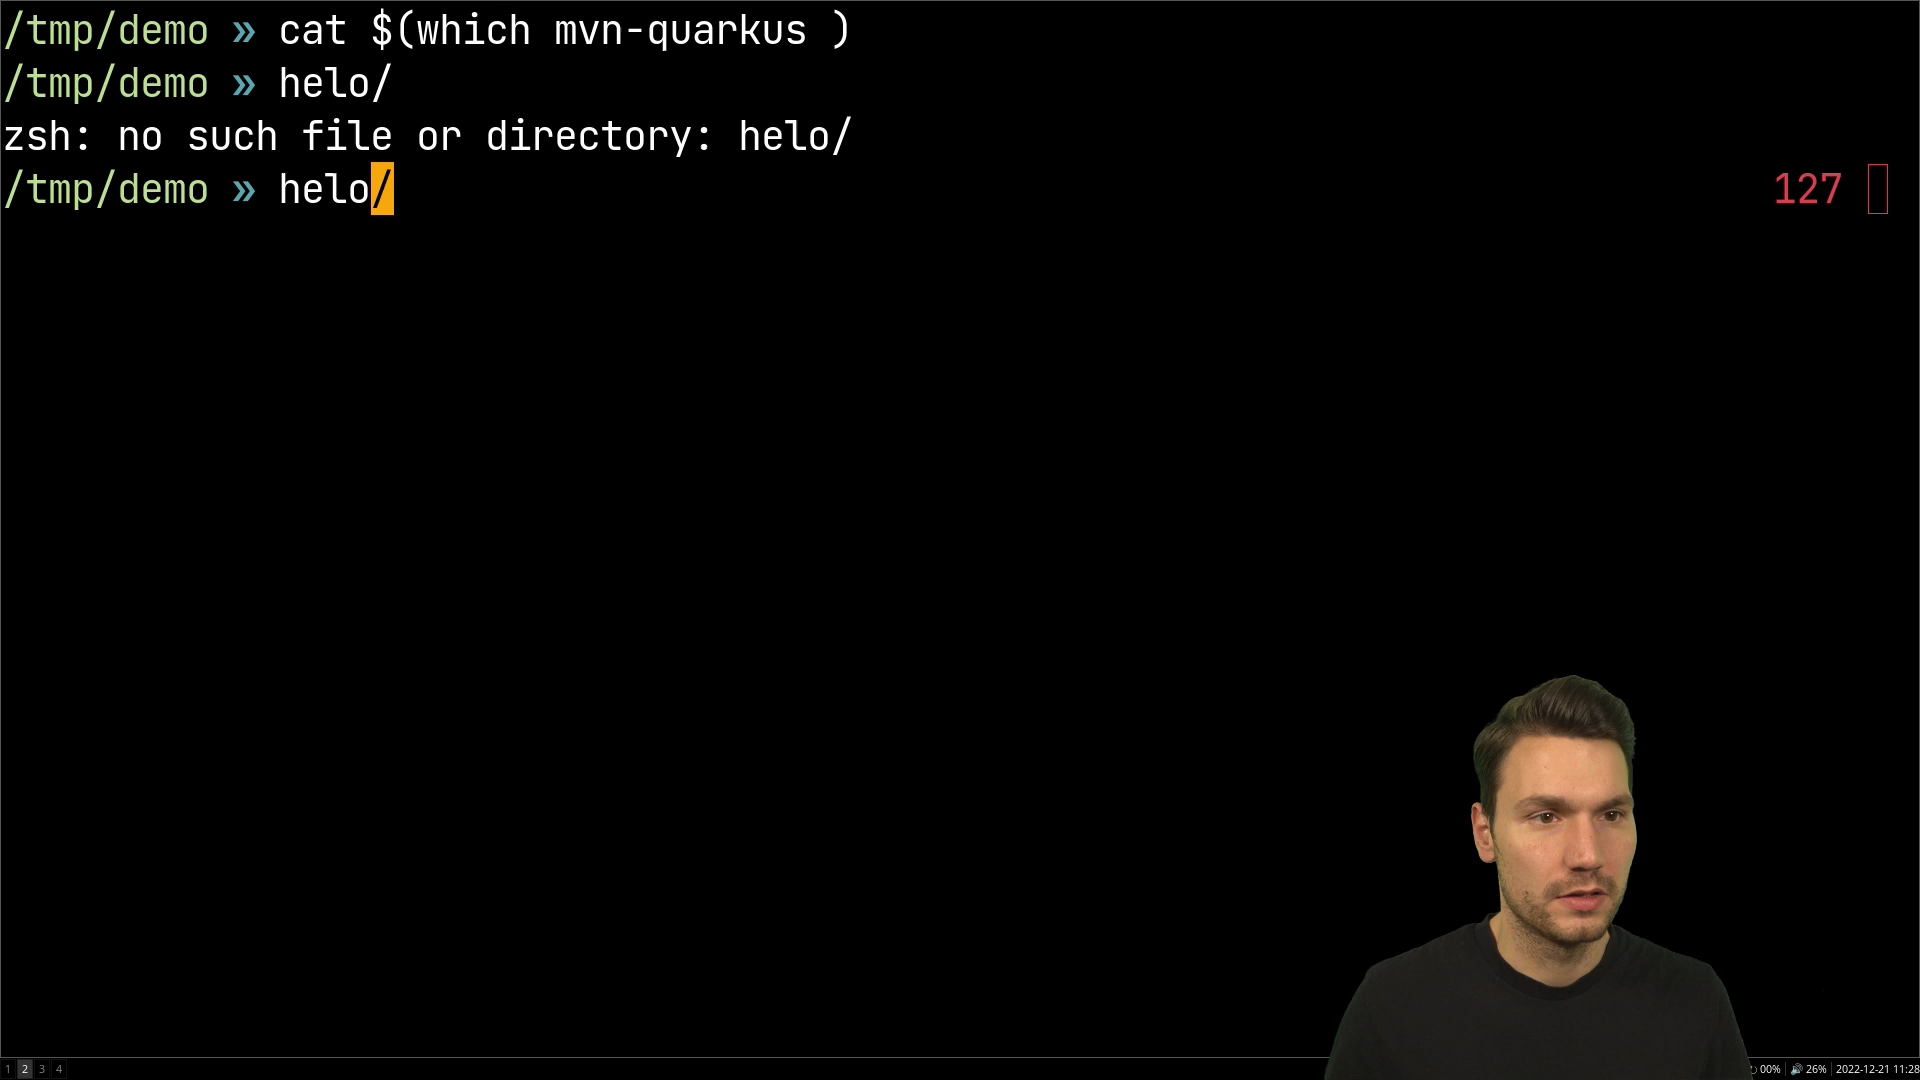 /tmp/demo » cat $(which mvn-quarkus )
/tmp/demo » helo/
zsh: no such file or directory: helo/
/tmp/demo » helo/ 127
1 2 3 4 00% 26% 2022-12-21 11:28